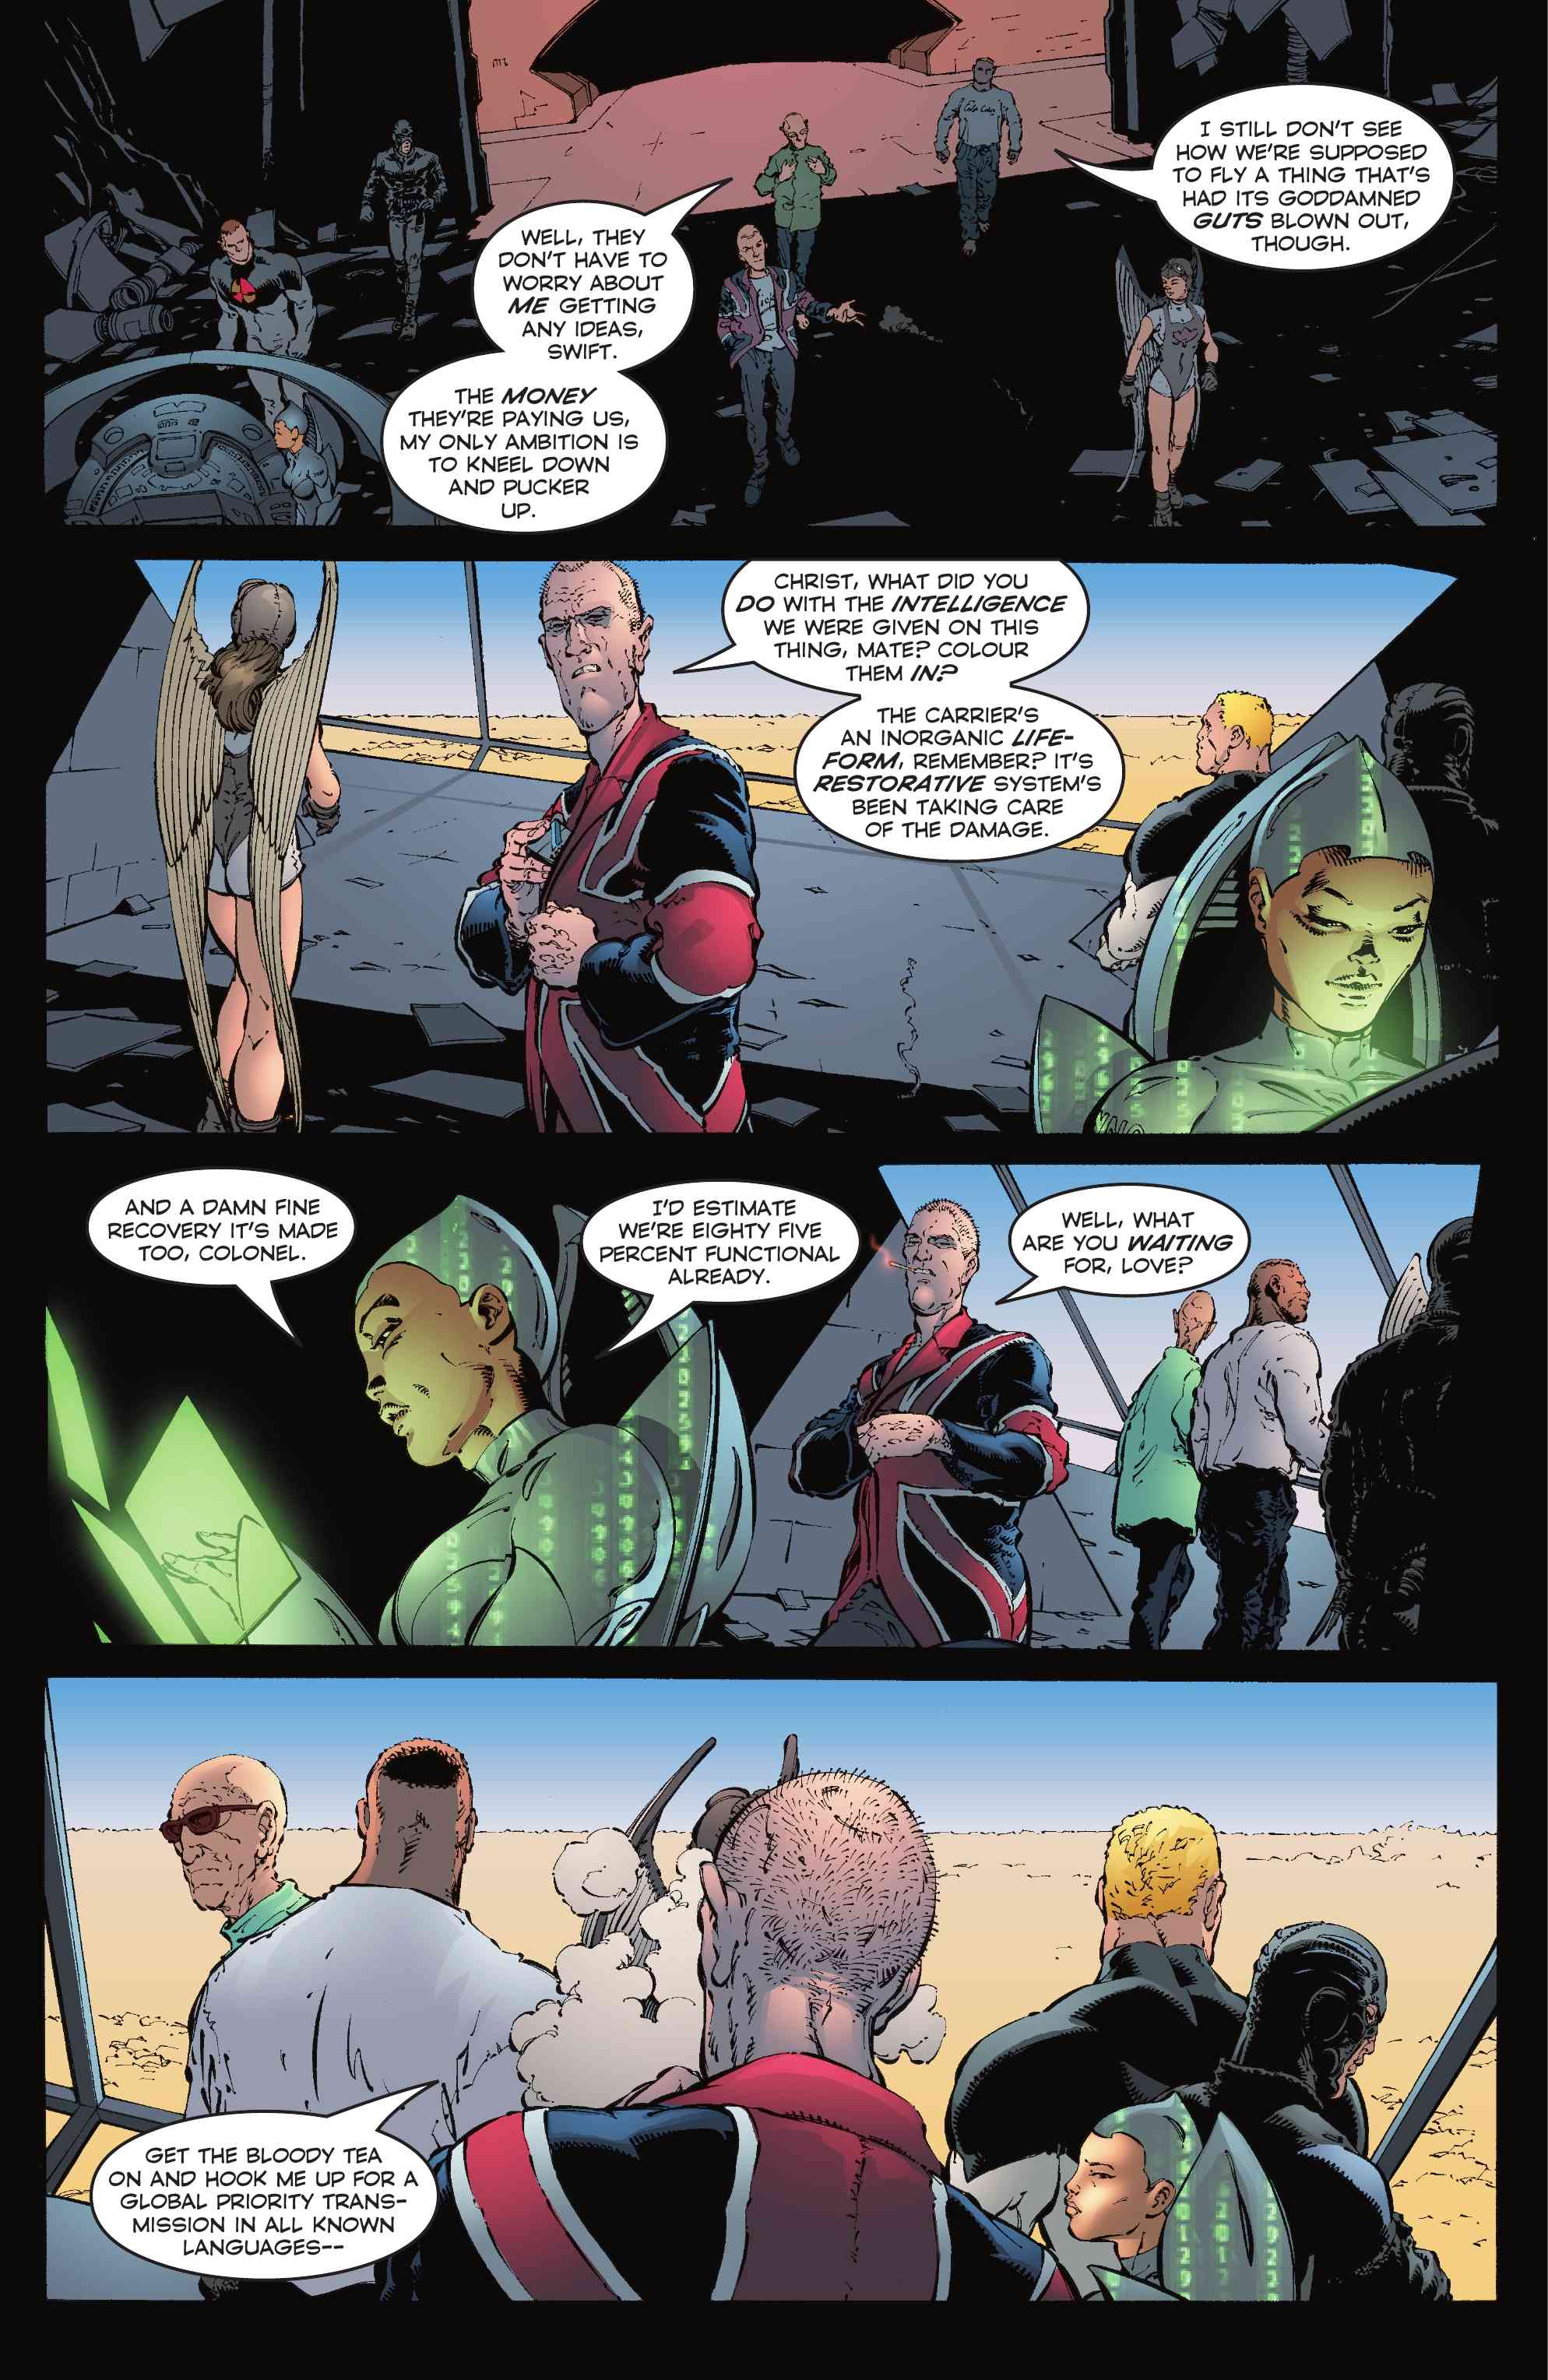 WELL, THEY
DON'T HAVE TO
WORRY ABOUT
ME GETTING
ANY IDEAS,
SWIFT.
THE MONEY
THEY'RE PAYING US,
MY ONLY AMBITION IS
TO KNEEL DOWN
AND PUCKER
UP.
I STILL DON'T SEE
HOW WE'RE SUPPOSED
TO FLY A THING THAT'S
HAD ITS GODDAMNED
GUTS BLOWN OUT,
THOUGH.
CHRIST, WHAT DID YOU
DO WITH THE INTELLIGENCE
WE WERE GIVEN ON THIS
THING, MATE? COLOUR
THEM IN?
THE CARRIER'S
AN INORGANIC LIFE-
FORM, REMEMBER? IT'S
RESTORATIVE SYSTEM'S
BEEN TAKING CARE
OF THE DAMAGE.
AND A DAMN FINE
RECOVERY IT'S MADE
TOO, COLONEL.
I'D ESTIMATE
WE'RE EIGHTY FIVE
PERCENT FUNCTIONAL
ALREADY.
WELL, WHAT
ARE YOU WAITING
FOR, LOVE?
GET THE BLOODY TEA
ON AND HOOK ME UP FOR A
GLOBAL PRIORITY TRANS-
MISSION IN ALL KNOWN
LANGUAGES--